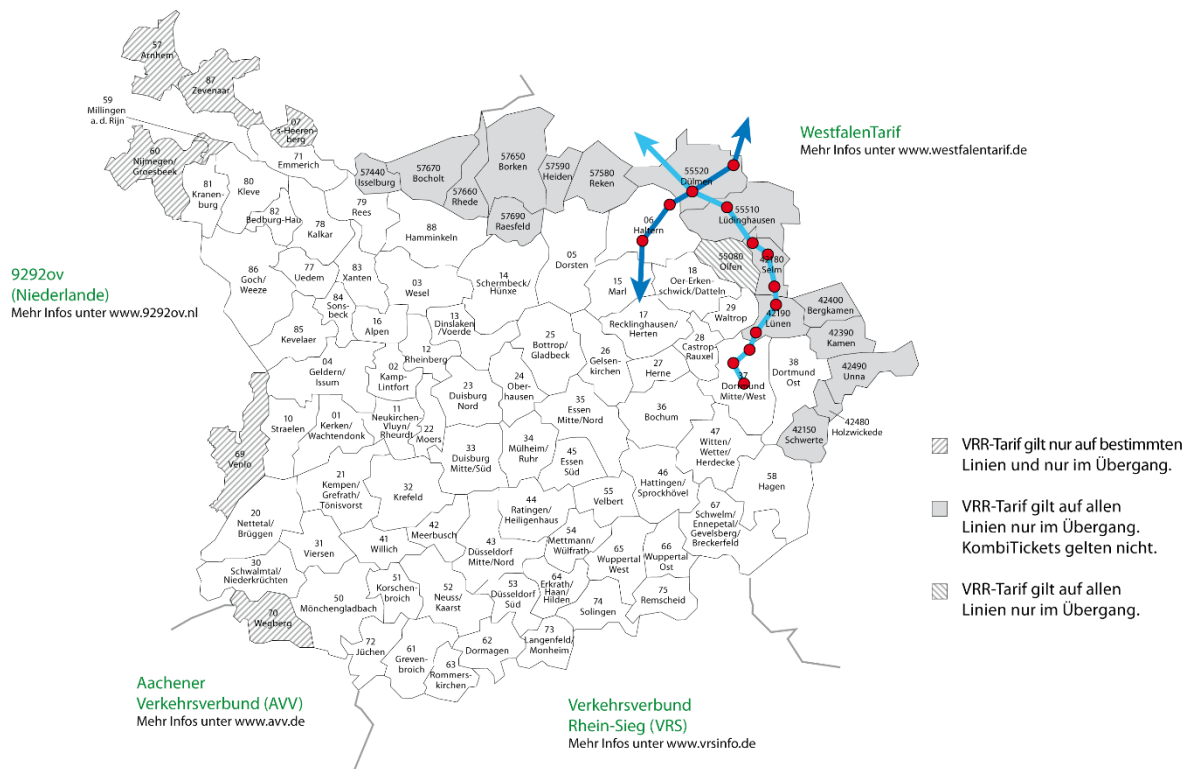 57
Arnhem
87
Zevenaar
59
Millingen
a. d. Rijn
07
's-Heeren-
berg
60
Nijmegen/
Groesbeek
71
Emmerich
WestfalenTarif
Mehr Infos unter www.westfalentarif.de
57440
Isselburg
57670
Bocholt
57650
Borken
57660
Rhede
57590
Heiden
57580
Reken
57690
Raesfeld
55520
Dülmen
55510
Lüdinghausen
81
Kranen-
burg
80
Kleve
82
Bedburg-Hau
79
Rees
78
Kalkar
88
Hamminkeln
06
Haltern
05
Dorsten
55080
Olfen
42180
Selm
9292ov
(Niederlande)
Mehr Infos unter www.9292ov.nl
86
Goch/
Weeze
77
Uedem
83
Xanten
84
Sons-
beck
03
Wesel
14
Schermbeck/
Hünxe
15
Marl
18
Oer-Erken-
schwick/Datteln
29
Waltrop
42190
Lünen
42400
Bergkamen
42390
Kamen
42490
Unna
42480
Holzwickede
42150
Schwerte
85
Kevelaer
16
Alpen
13
Dinslaken
/Voerde
17
Recklinghausen/
Herten
28
Castrop-
Rauxel
04
Geldern/
Issum
12
Rheinberg
02
Kamp-
Lintfort
25
Bottrop/
Gladbeck
26
Gelsen-
kirchen
27
Herne
37
Dortmund
Mitte/West
38
Dortmund
Ost
23
Duisburg
Nord
24
Ober-
hausen
10
Straelen
01
Kerken/
Wachtendonk
11
Neukirchen-
Vluyn/
Rheurdt
22
Moers
35
Essen
Mitte/Nord
36
Bochum
69
Venlo
33
Duisburg
Mitte/Süd
34
Mülheim/
Ruhr
45
Essen
Süd
47
Witten/
Wetter/
Herdecke
21
Kempen/
Grefrath/
Tönisvorst
32
Krefeld
46
Hattingen/
Sprockhövel
58
Hagen
44
Ratingen/
Heiligenhaus
55
Velbert
67
Schwelm/
Ennepetal/
Gevelsberg/
Breckerfeld
20
Nettetal/
Brüggen
31
Viersen
41
Willich
42
Meerbusch
43
Düsseldorf
Mitte/Nord
54
Mettmann/
Wülfrath
65
Wuppertal
West
66
Wuppertal
Ost
30
Schwalmtal/
Niederkrüchten
51
Korschen-
broich
52
Neuss/
Kaarst
53
Düsseldorf
Süd
64
Erkrath/
Haan/
Hilden
74
Solingen
75
Remscheid
70
Wegberg
50
Mönchengladbach
72
Jüchen
61
Greven-
broich
62
Dormagen
63
Rommers-
kirchen
73
Langenfeld/
Monheim
VRR-Tarif gilt nur auf bestimmten
Linien und nur im Übergang.
VRR-Tarif gilt auf allen
Linien nur im Übergang.
KombiTickets gelten nicht.
VRR-Tarif gilt auf allen
Linien nur im Übergang.
Aachener
Verkehrsverbund (AVV)
Mehr Infos unter www.avv.de
Verkehrsverbund
Rhein-Sieg (VRS)
Mehr Infos unter www.vrsinfo.de